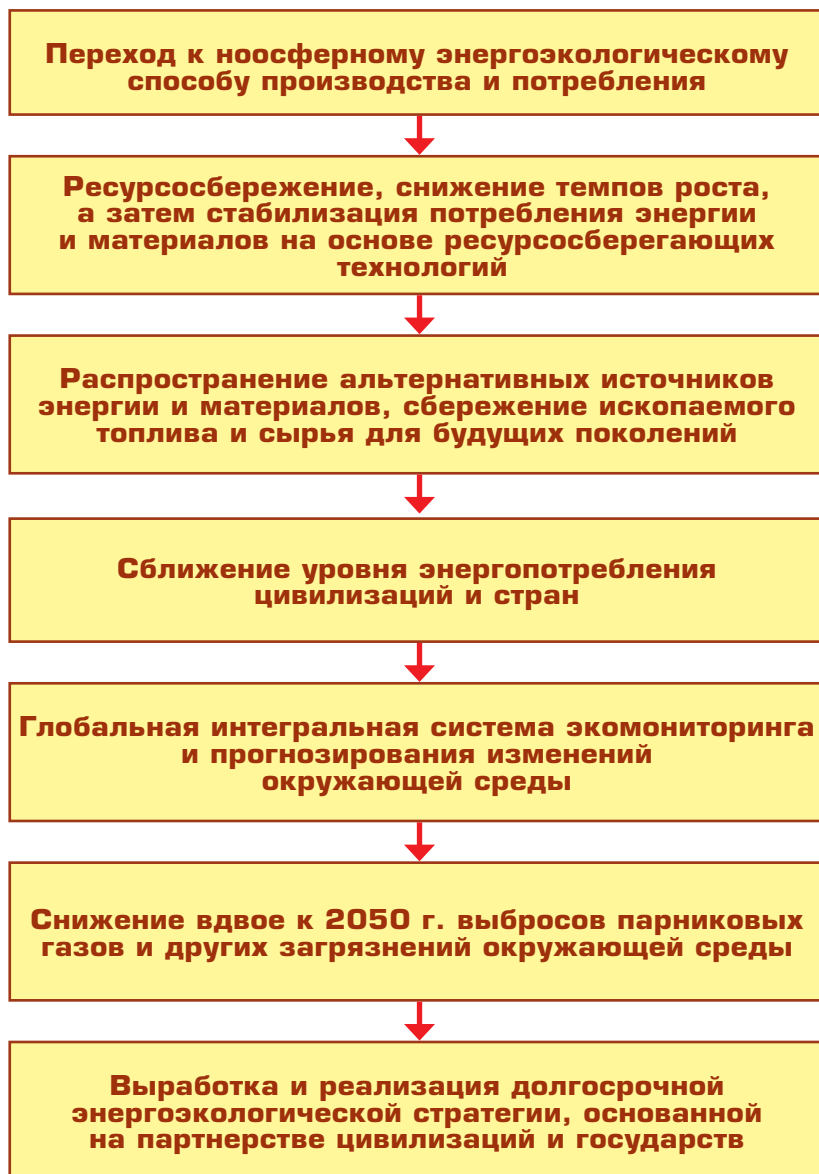 Переход к ноосферному энергоэкологическому
способу производства и потребления
Ресурсосбережение, снижение темпов роста,
а затем стабилизация потребления энергии
и материалов на основе ресурсосберегающих
технологий
Распространение альтернативных источников
энергии и материалов, сбережение ископаемого
топлива и сырья для будущих поколений
Сближение уровня энергопотребления
цивилизаций и стран
Глобальная интегральная система экомониторинга
и прогнозирования изменений
окружающей среды
Снижение вдвое к 2050 г. выбросов парниковых
газов и других загрязнений окружающей среды
Выработка и реализация долгосрочной
энергоэкологической стратегии, основанной
на партнерстве цивилизаций и государств